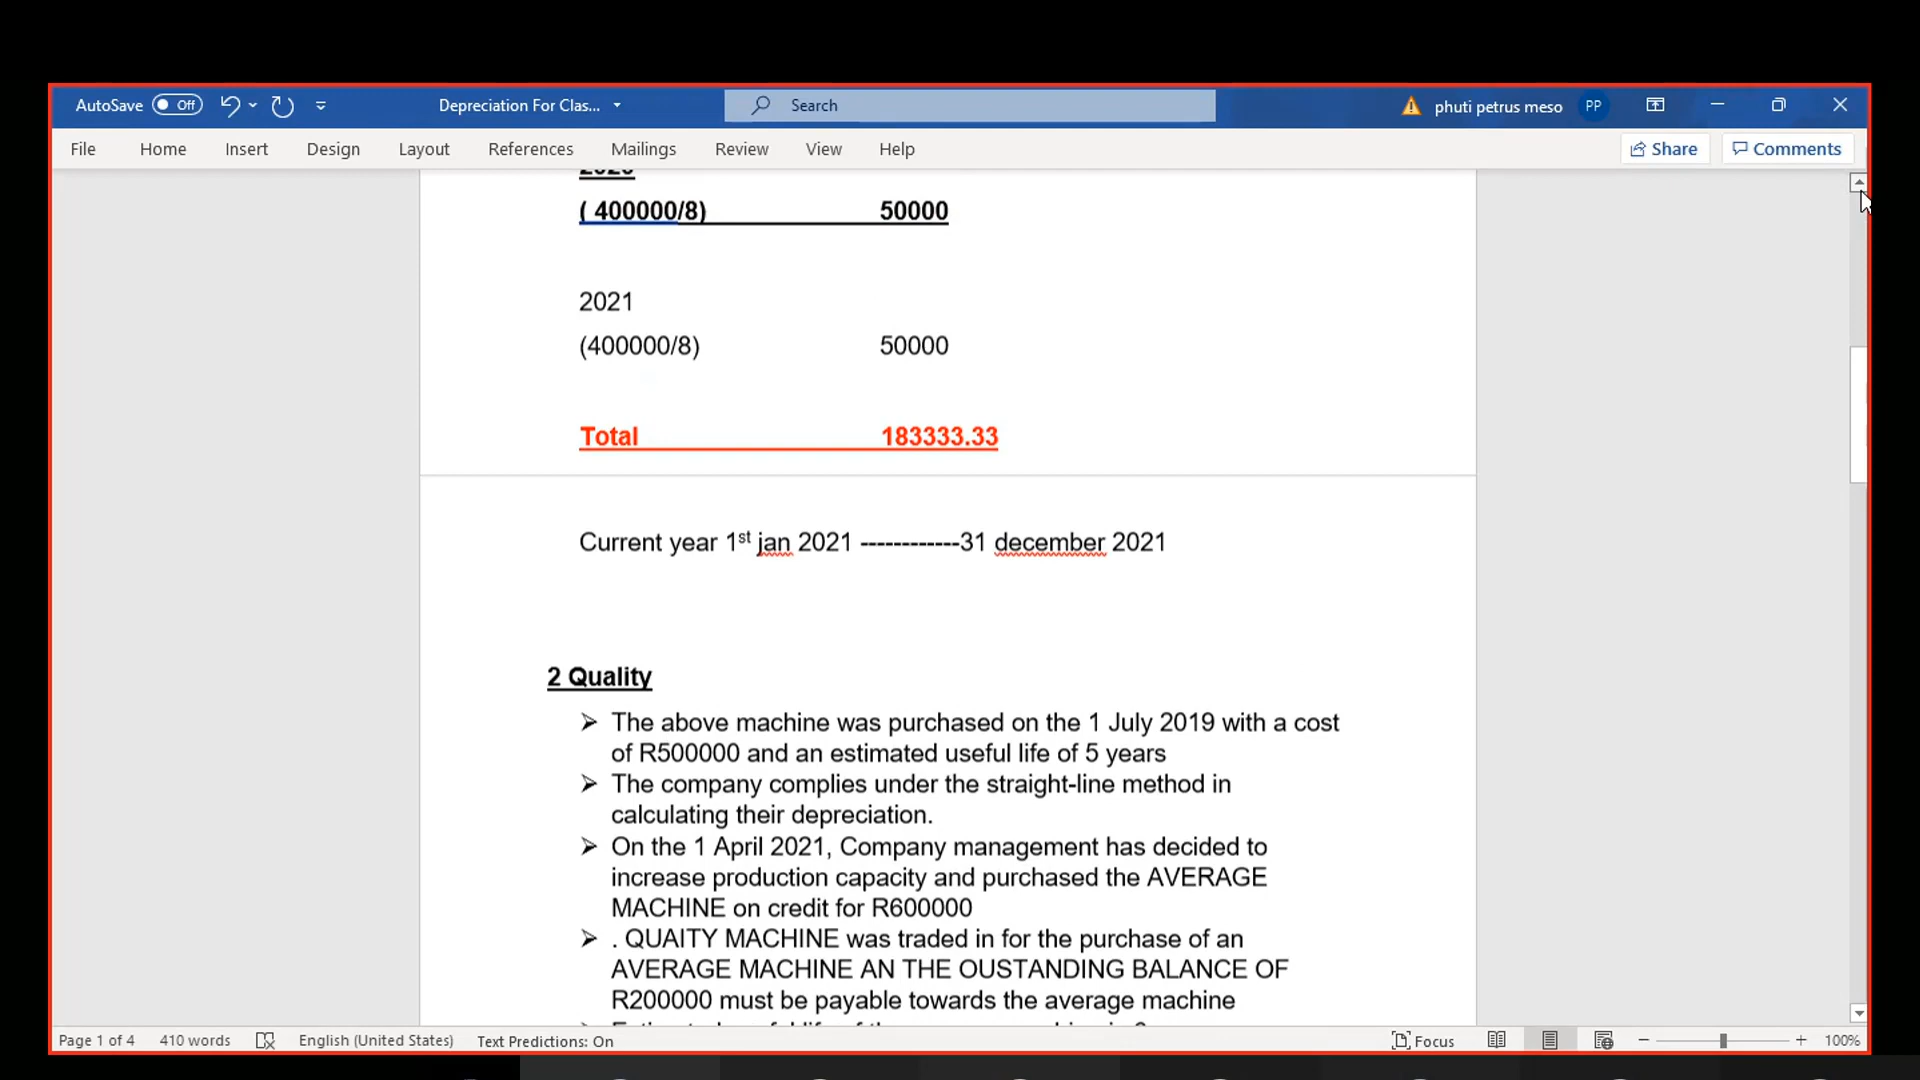 AutoSave Off Depreciation For Clas... Search phuti petrus meso PP
File Home Insert Design Layout References Mailings Review View Help Share Comments
2020
( 400000/8) 50000
2021
(400000/8) 50000
Total 183333.33
Current year 1st jan 2021 ------------31 december 2021
2 Quality
➢ The above machine was purchased on the 1 July 2019 with a cost
of R500000 and an estimated useful life of 5 years
➢ The company complies under the straight-line method in
calculating their depreciation.
➢ On the 1 April 2021, Company management has decided to
increase production capacity and purchased the AVERAGE
MACHINE on credit for R600000
➢ . QUAITY MACHINE was traded in for the purchase of an
AVERAGE MACHINE AN THE OUSTANDING BALANCE OF
R200000 must be payable towards the average machine
Page 1 of 4 410 words English (United States) Text Predictions: On Focus 100%